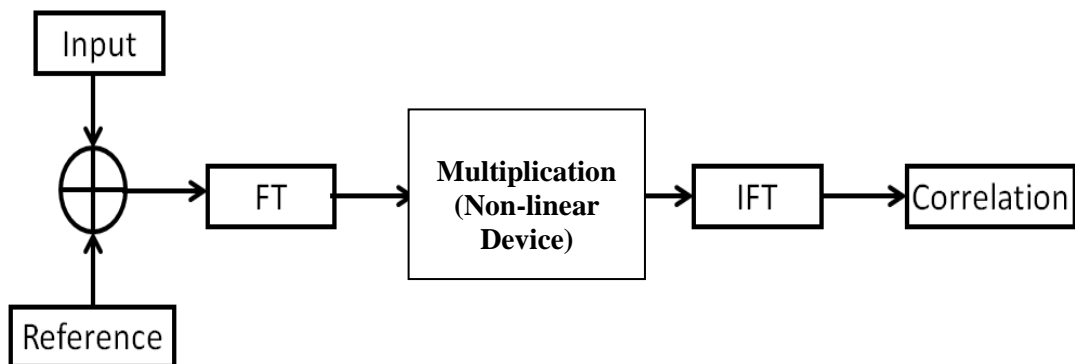 Input
FT
Multiplication
(Non-linear
Device)
IFT
Correlation
Reference